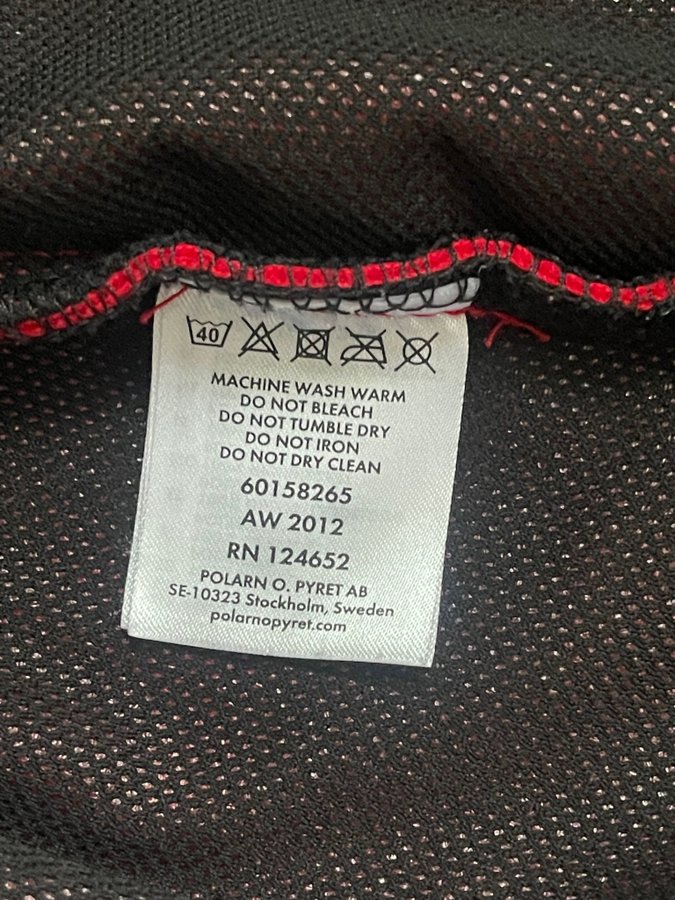 40
MACHINE WASH WARM
DO NOT BLEACH
DO NOT TUMBLE DRY
DO NOT IRON
DO NOT DRY CLEAN
60158265
AW 2012
RN 124652
POLARN O. PYRET AB
SE-10323 Stockholm, Sweden
polarnopyret.com